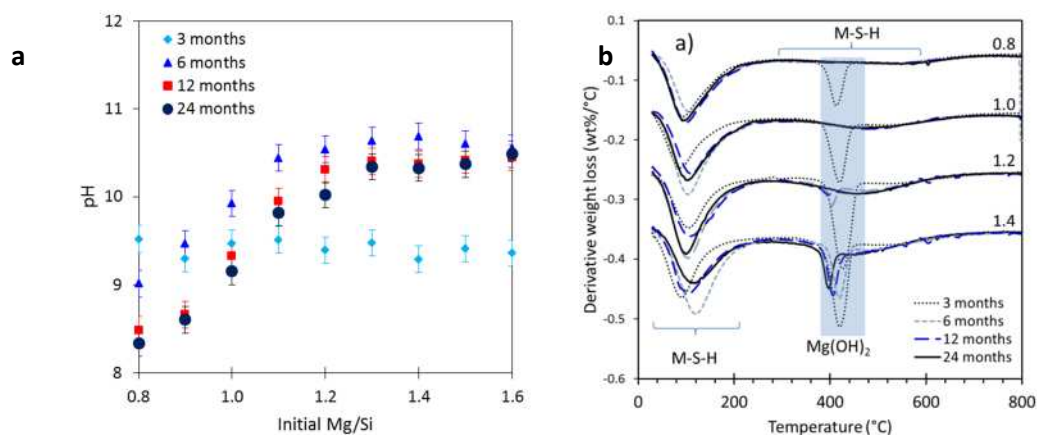 a
12
11
10
9
8
pH
3 months
6 months
12 months
24 months
0.8 1.0 1.2 1.4 1.6
Initial Mg/Si
b
a)
M-S-H
0.8
1.0
1.2
1.4
-0.1
-0.2
-0.3
-0.4
-0.5
-0.6
Derivative weight loss (wt%/°C)
M-S-H
Mg(OH)₂
3 months
6 months
12 months
24 months
0 200 400 600 800
Temperature (°C)